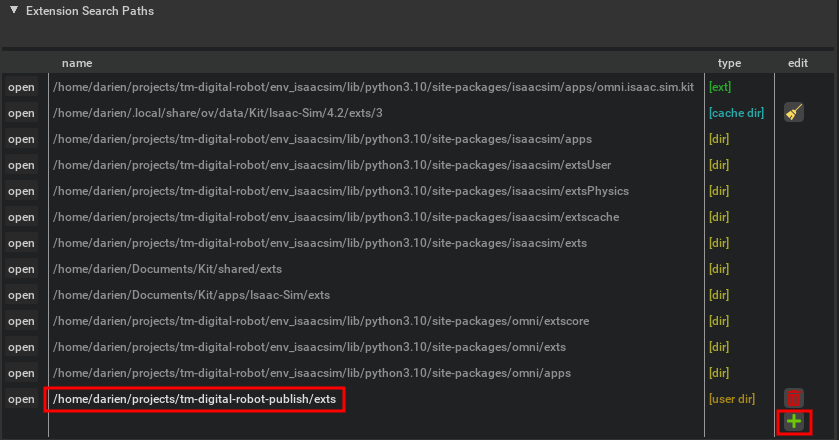 Extension Search Paths
name type edit
open /home/darien/projects/tm-digital-robot/env_isaacsim/lib/python3.10/site-packages/isaacsim/apps/omni.isaac.sim.kit [ext]
open /home/darien/.local/share/ov/data/Kit/Isaac-Sim/4.2/exts/3 [cache dir]
open /home/darien/projects/tm-digital-robot/env_isaacsim/lib/python3.10/site-packages/isaacsim/apps [dir]
open /home/darien/projects/tm-digital-robot/env_isaacsim/lib/python3.10/site-packages/isaacsim/extsUser [dir]
open /home/darien/projects/tm-digital-robot/env_isaacsim/lib/python3.10/site-packages/isaacsim/extsPhysics [dir]
open /home/darien/projects/tm-digital-robot/env_isaacsim/lib/python3.10/site-packages/isaacsim/extscache [dir]
open /home/darien/projects/tm-digital-robot/env_isaacsim/lib/python3.10/site-packages/isaacsim/exts [dir]
open /home/darien/Documents/Kit/shared/exts [dir]
open /home/darien/Documents/Kit/apps/Isaac-Sim/exts [dir]
open /home/darien/projects/tm-digital-robot/env_isaacsim/lib/python3.10/site-packages/omni/extscore [dir]
open /home/darien/projects/tm-digital-robot/env_isaacsim/lib/python3.10/site-packages/omni/exts [dir]
open /home/darien/projects/tm-digital-robot/env_isaacsim/lib/python3.10/site-packages/omni/apps [dir]
open /home/darien/projects/tm-digital-robot-publish/exts [user dir]